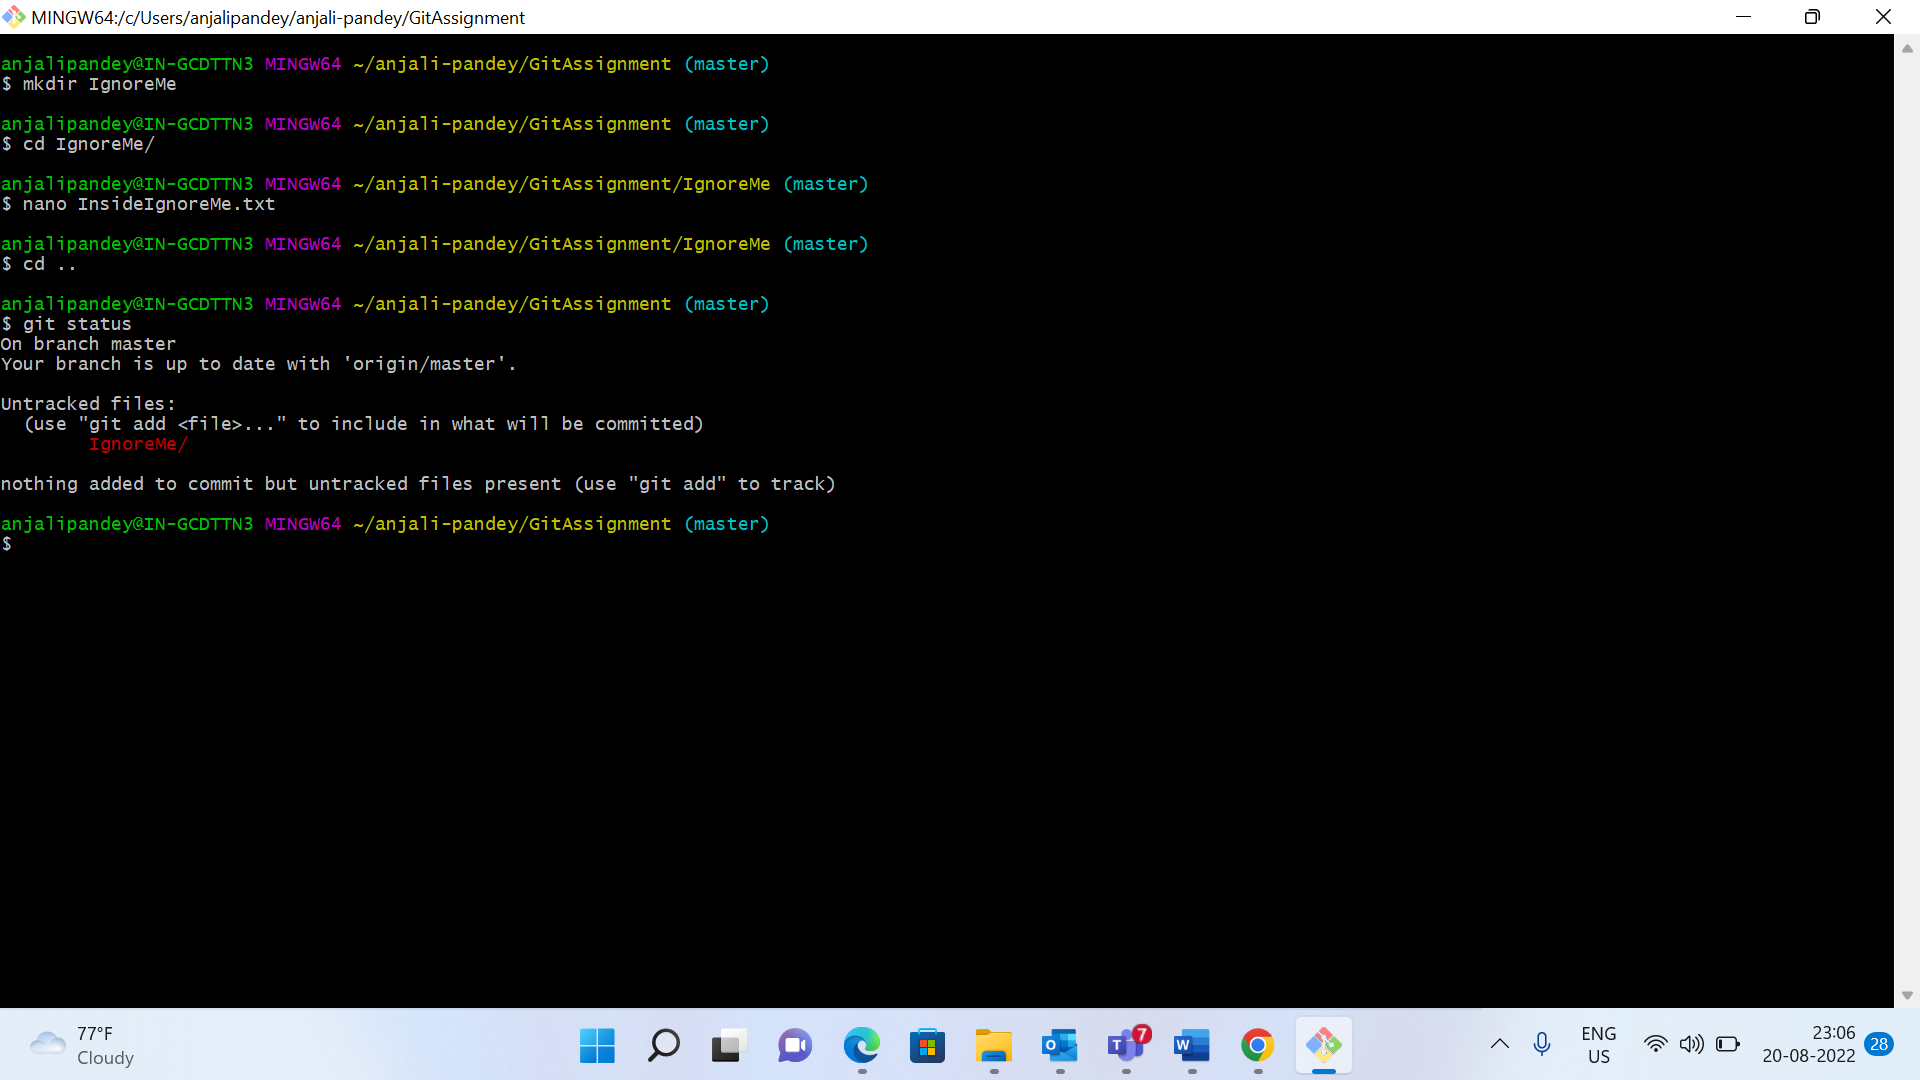 MINGW64:/c/Users/anjalipandey/anjali-pandey/GitAssignment
anjalipandey@IN-GCDTTN3 MINGW64 ~/anjali-pandey/GitAssignment (master)
$ mkdir IgnoreMe
anjalipandey@IN-GCDTTN3 MINGW64 ~/anjali-pandey/GitAssignment (master)
$ cd IgnoreMe/
anjalipandey@IN-GCDTTN3 MINGW64 ~/anjali-pandey/GitAssignment/IgnoreMe (master)
$ nano InsideIgnoreMe.txt
anjalipandey@IN-GCDTTN3 MINGW64 ~/anjali-pandey/GitAssignment/IgnoreMe (master)
$ cd ..
anjalipandey@IN-GCDTTN3 MINGW64 ~/anjali-pandey/GitAssignment (master)
$ git status
On branch master
Your branch is up to date with 'origin/master'.
Untracked files:
  (use "git add <file>..." to include in what will be committed)
        IgnoreMe/
nothing added to commit but untracked files present (use "git add" to track)
anjalipandey@IN-GCDTTN3 MINGW64 ~/anjali-pandey/GitAssignment (master)
$
77°F
Cloudy
O
T
7
W
ENG
US
23:06
20-08-2022
28